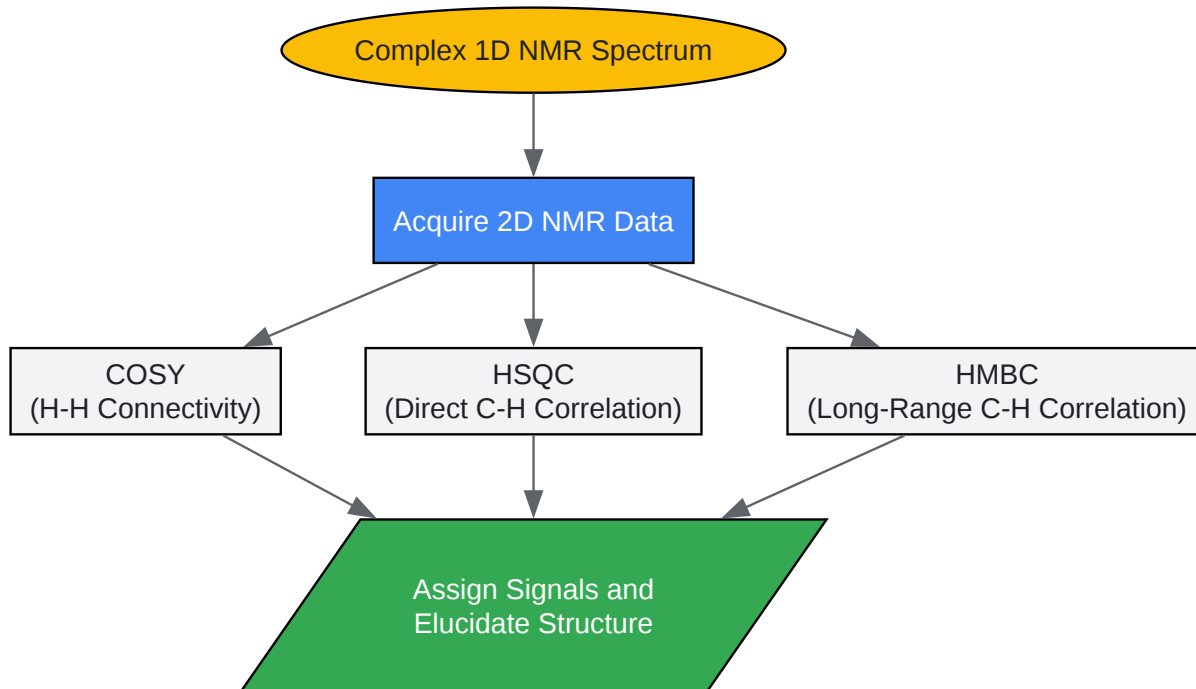 Complex 1D NMR Spectrum
Acquire 2D NMR Data
COSY
(H-H Connectivity)
HSQC
(Direct C-H Correlation)
HMBC
(Long-Range C-H Correlation)
Assign Signals and
Elucidate Structure